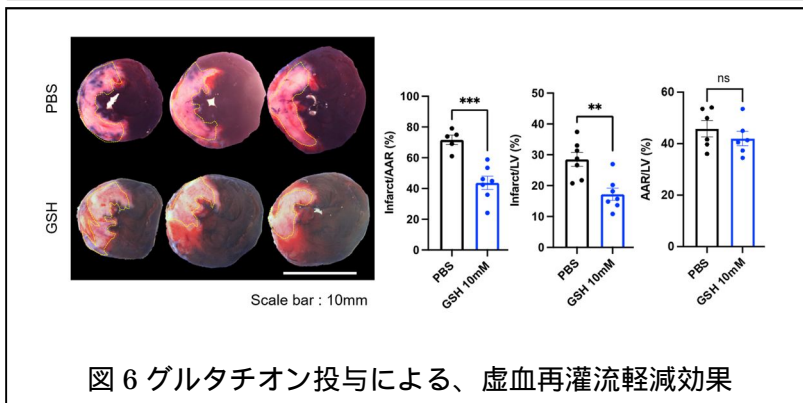 PBS
GSH
Scale bar : 10mm
***
Infarct/AAR (%)
100
80
60
40
20
0
PBS
GSH 10mM
**
Infarct/LV (%)
50
40
30
20
10
0
PBS
GSH 10mM
ns
AAR/LV (%)
60
40
20
0
PBS
GSH 10mM
図 6 グルタチオン投与による、虚血再灌流軽減効果